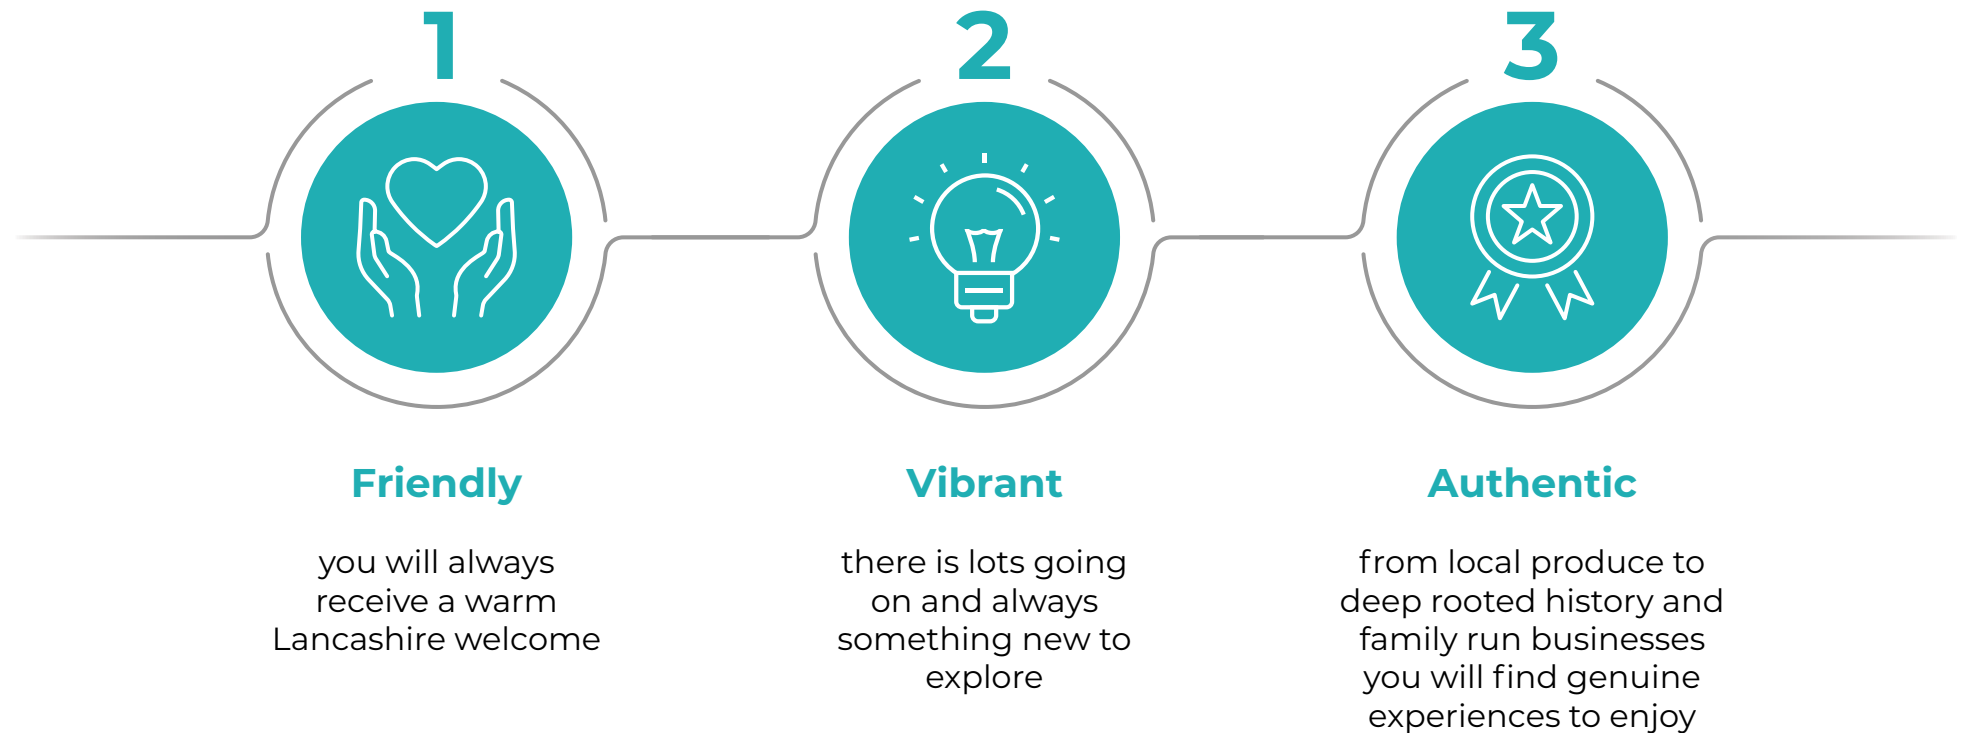 1
2
3
Friendly
you will always
receive a warm
Lancashire welcome
Vibrant
there is lots going
on and always
something new to
explore
Authentic
from local produce to
deep rooted history and
family run businesses
you will find genuine
experiences to enjoy